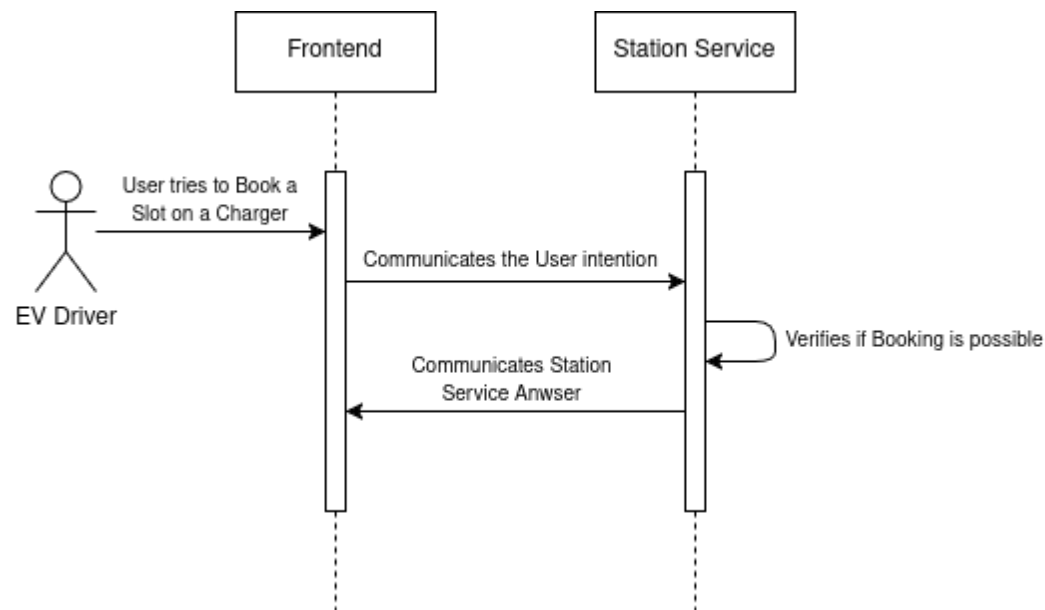 Frontend
Station Service
User tries to Book a
Slot on a Charger
EV Driver
Communicates the User intention
Verifies if Booking is possible
Communicates Station
Service Anwser